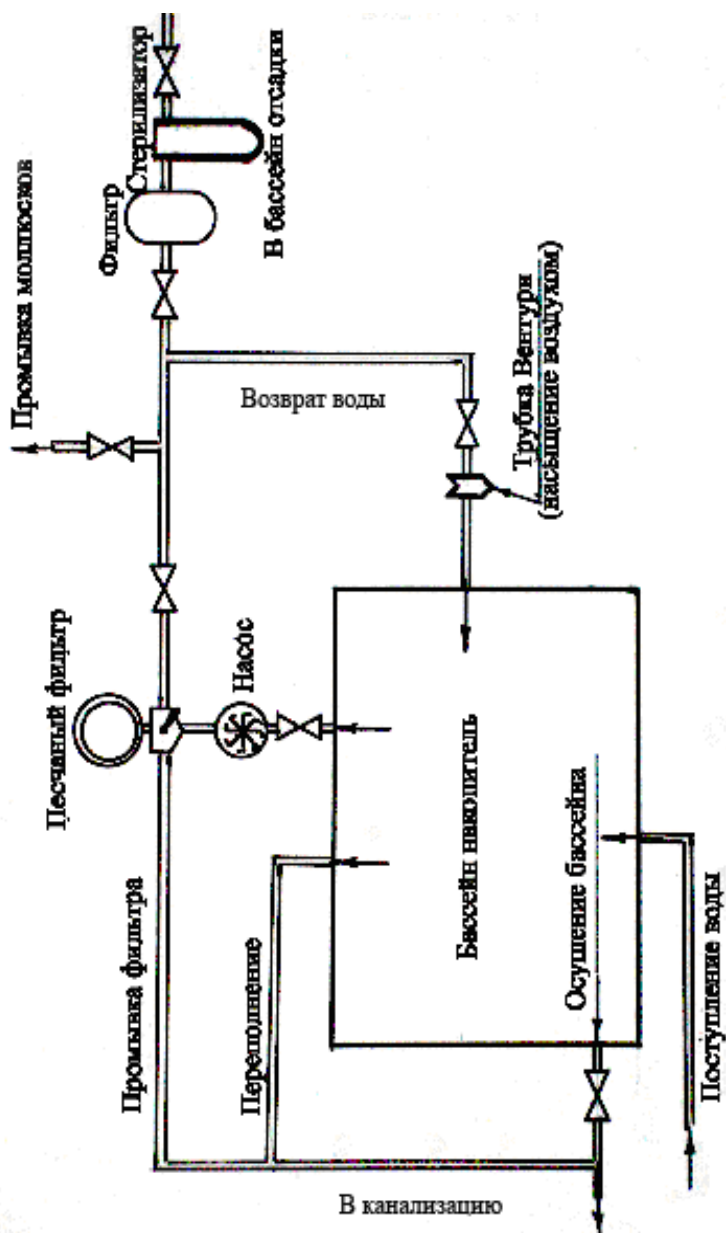 Промывка моллюсков
Фильтр
Стерилизатор
В бассейн отсадки
Возврат воды
Трубка Вентури
(насыщение воздухом)
Песчаный фильтр
Насос
Промывка фильтра
Переполнение
Бассейн накопитель
Осушение бассейна
Поступление воды
В канализацию